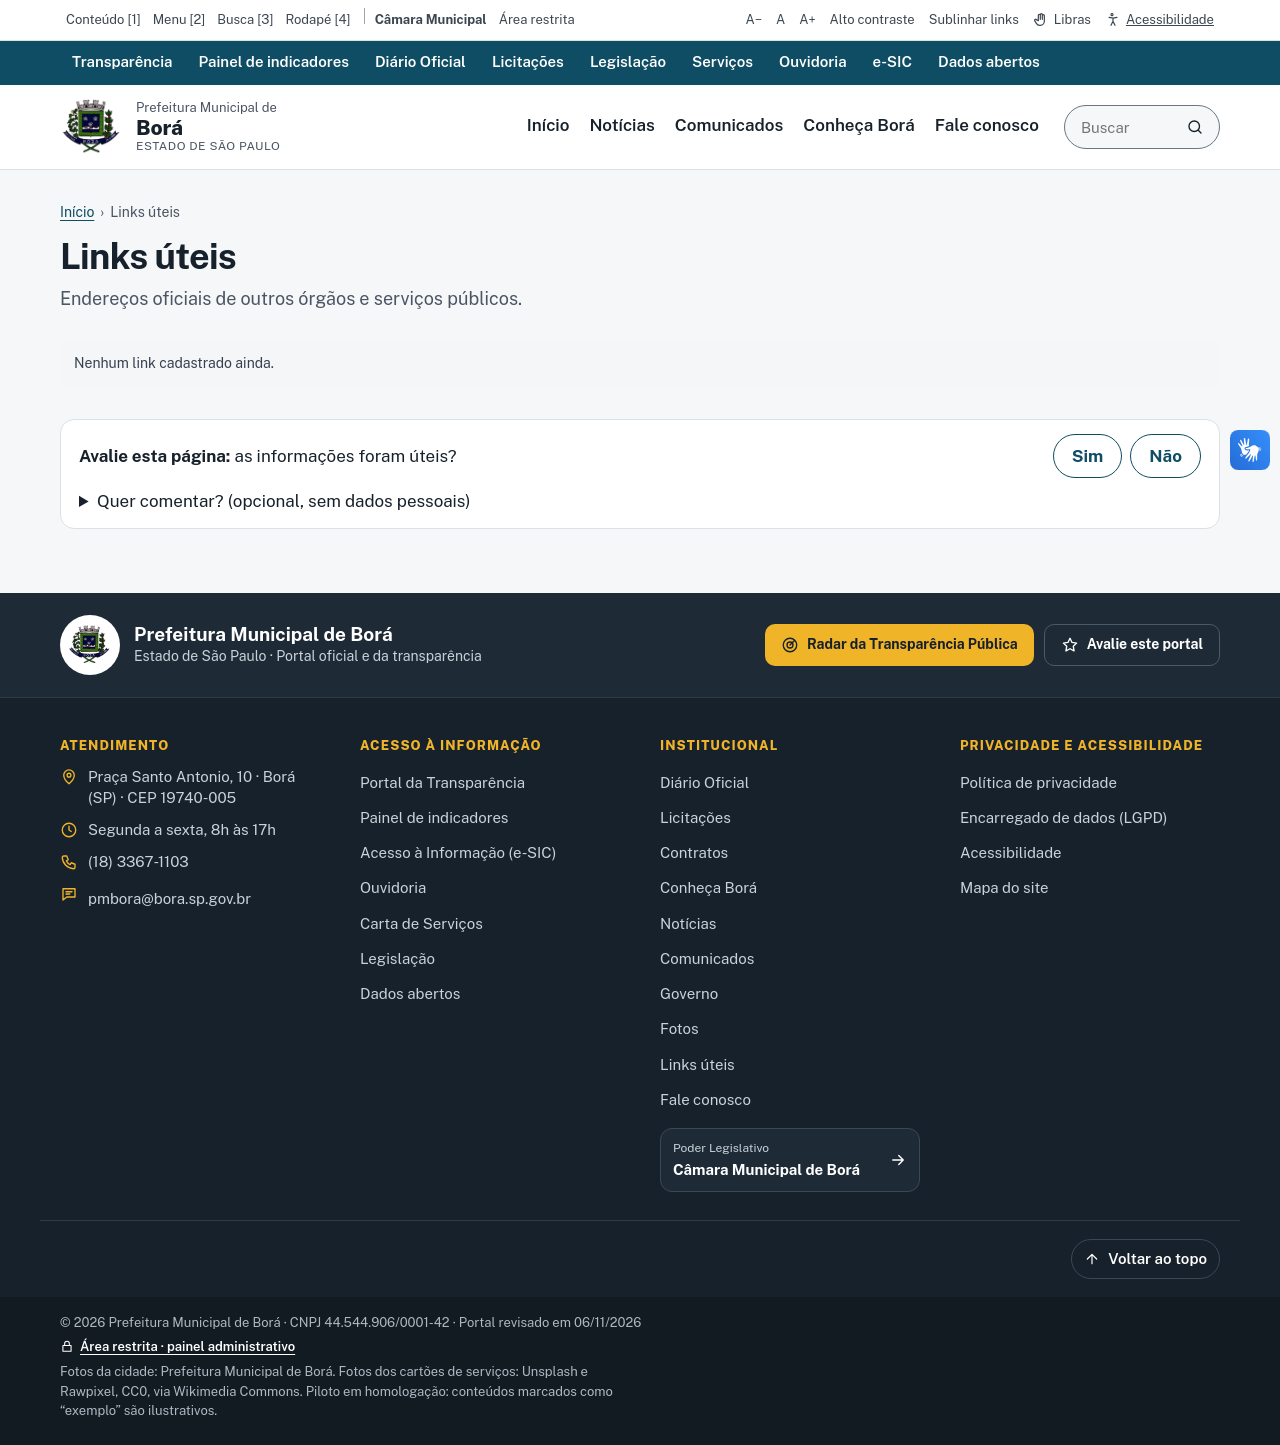 Conteúdo [1] Menu [2] Busca [3] Rodapé [4] Câmara Municipal Área restrita A− A A+ Alto contraste Sublinhar links Libras Acessibilidade
Transparência Painel de indicadores Diário Oficial Licitações Legislação Serviços Ouvidoria e-SIC Dados abertos
Prefeitura Municipal de
Borá
ESTADO DE SÃO PAULO
Início Notícias Comunicados Conheça Borá Fale conosco Buscar
Início › Links úteis
Links úteis
Endereços oficiais de outros órgãos e serviços públicos.
Nenhum link cadastrado ainda.
Avalie esta página: as informações foram úteis? Sim Não
Quer comentar? (opcional, sem dados pessoais)
Prefeitura Municipal de Borá
Estado de São Paulo · Portal oficial e da transparência
Radar da Transparência Pública Avalie este portal
ATENDIMENTO
Praça Santo Antonio, 10 · Borá
(SP) · CEP 19740-005
Segunda a sexta, 8h às 17h
(18) 3367-1103
pmbora@bora.sp.gov.br
ACESSO À INFORMAÇÃO
Portal da Transparência
Painel de indicadores
Acesso à Informação (e-SIC)
Ouvidoria
Carta de Serviços
Legislação
Dados abertos
INSTITUCIONAL
Diário Oficial
Licitações
Contratos
Conheça Borá
Notícias
Comunicados
Governo
Fotos
Links úteis
Fale conosco
Poder Legislativo
Câmara Municipal de Borá
PRIVACIDADE E ACESSIBILIDADE
Política de privacidade
Encarregado de dados (LGPD)
Acessibilidade
Mapa do site
Voltar ao topo
© 2026 Prefeitura Municipal de Borá · CNPJ 44.544.906/0001-42 · Portal revisado em 06/11/2026
Área restrita · painel administrativo
Fotos da cidade: Prefeitura Municipal de Borá. Fotos dos cartões de serviços: Unsplash e
Rawpixel, CC0, via Wikimedia Commons. Piloto em homologação: conteúdos marcados como
“exemplo” são ilustrativos.